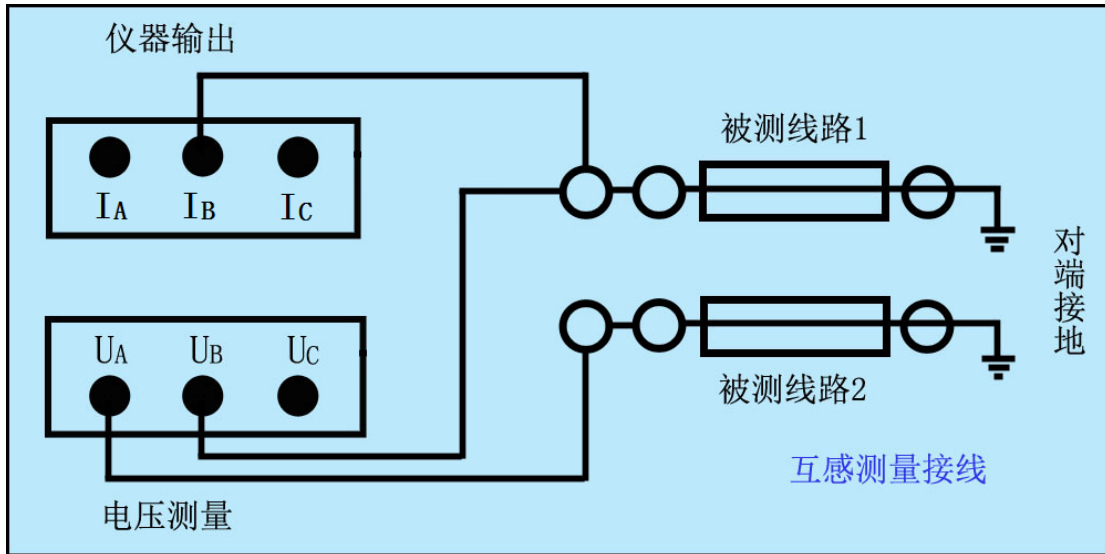 仪器输出
IA IB IC
被测线路1
对端接地
UA UB UC
被测线路2
互感测量接线
电压测量